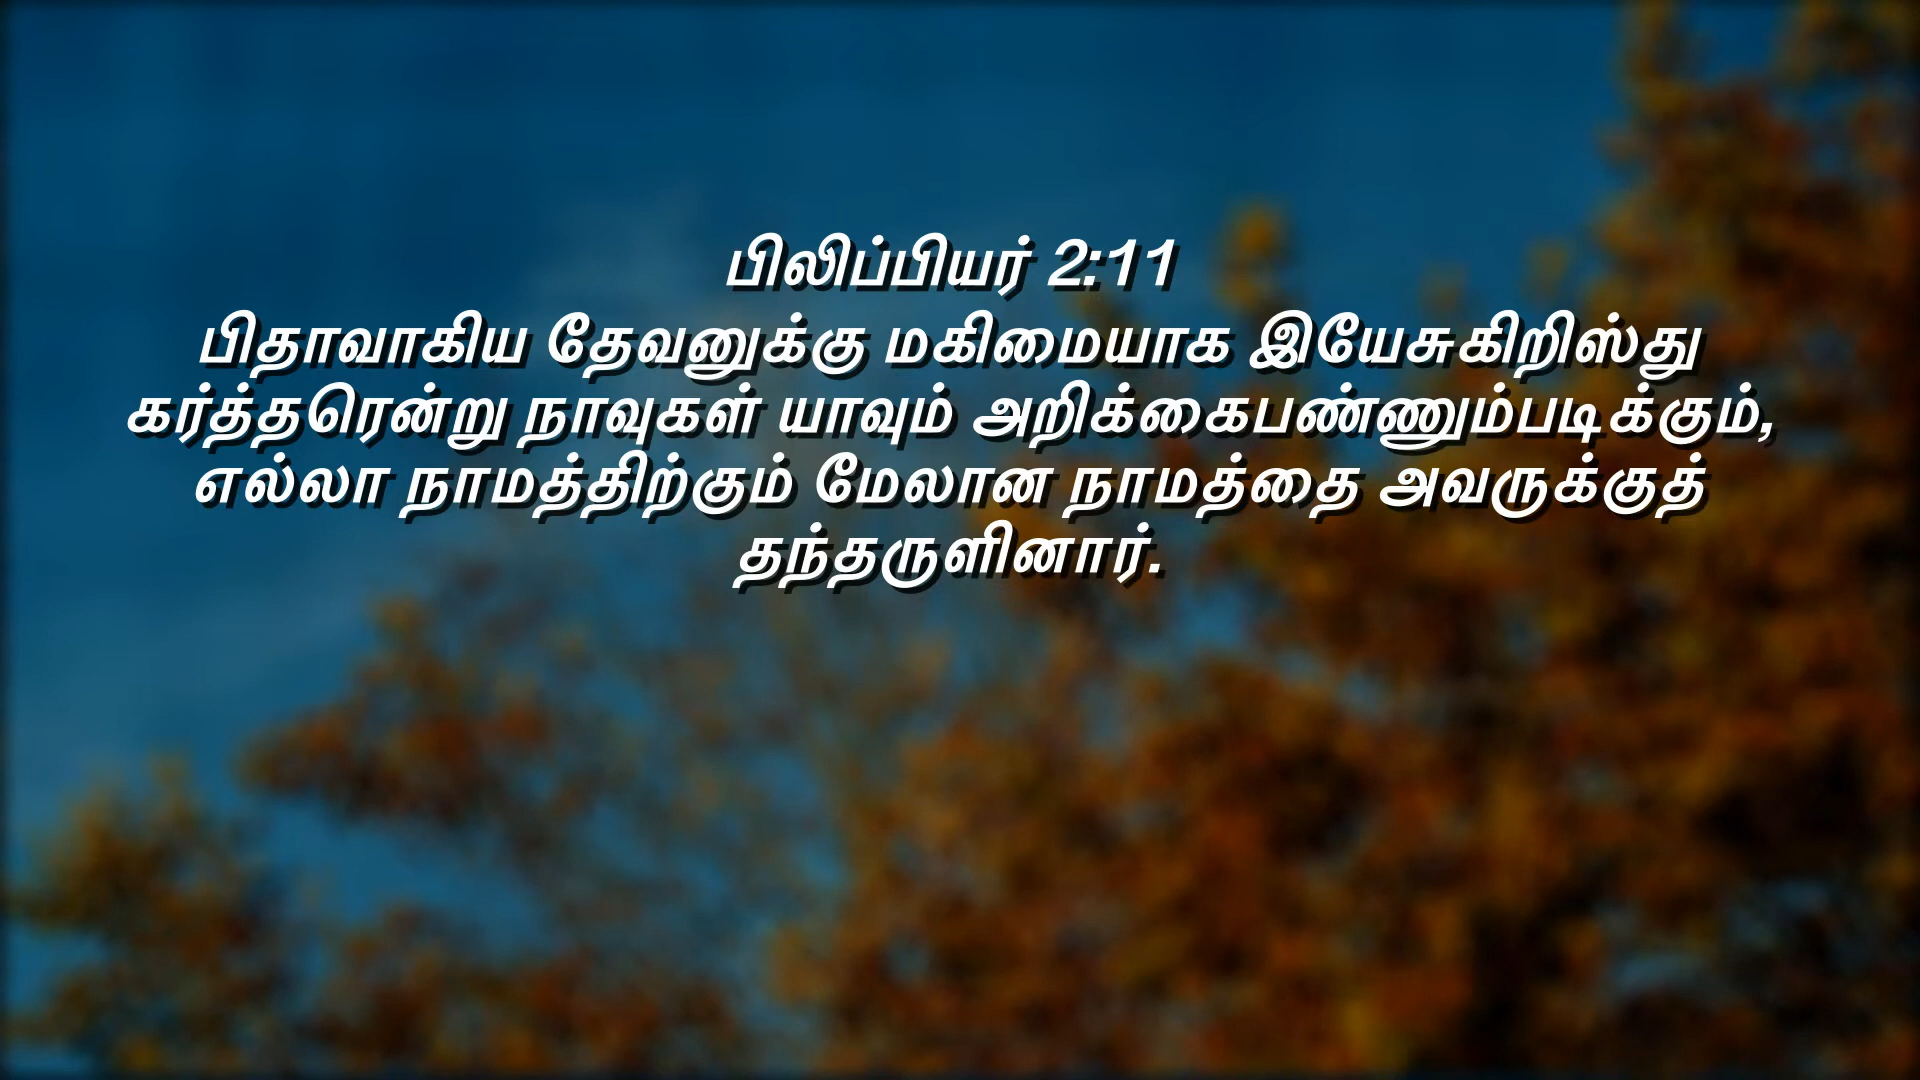 பிலிப்பியர் 2:11
பிதாவாகிய தேவனுக்கு மகிமையாக இயேசுகிறிஸ்து
கர்த்தரென்று நாவுகள் யாவும் அறிக்கைபண்ணும்படிக்கும்,
எல்லா நாமத்திற்கும் மேலான நாமத்தை அவருக்குத்
தந்தருளினார்.